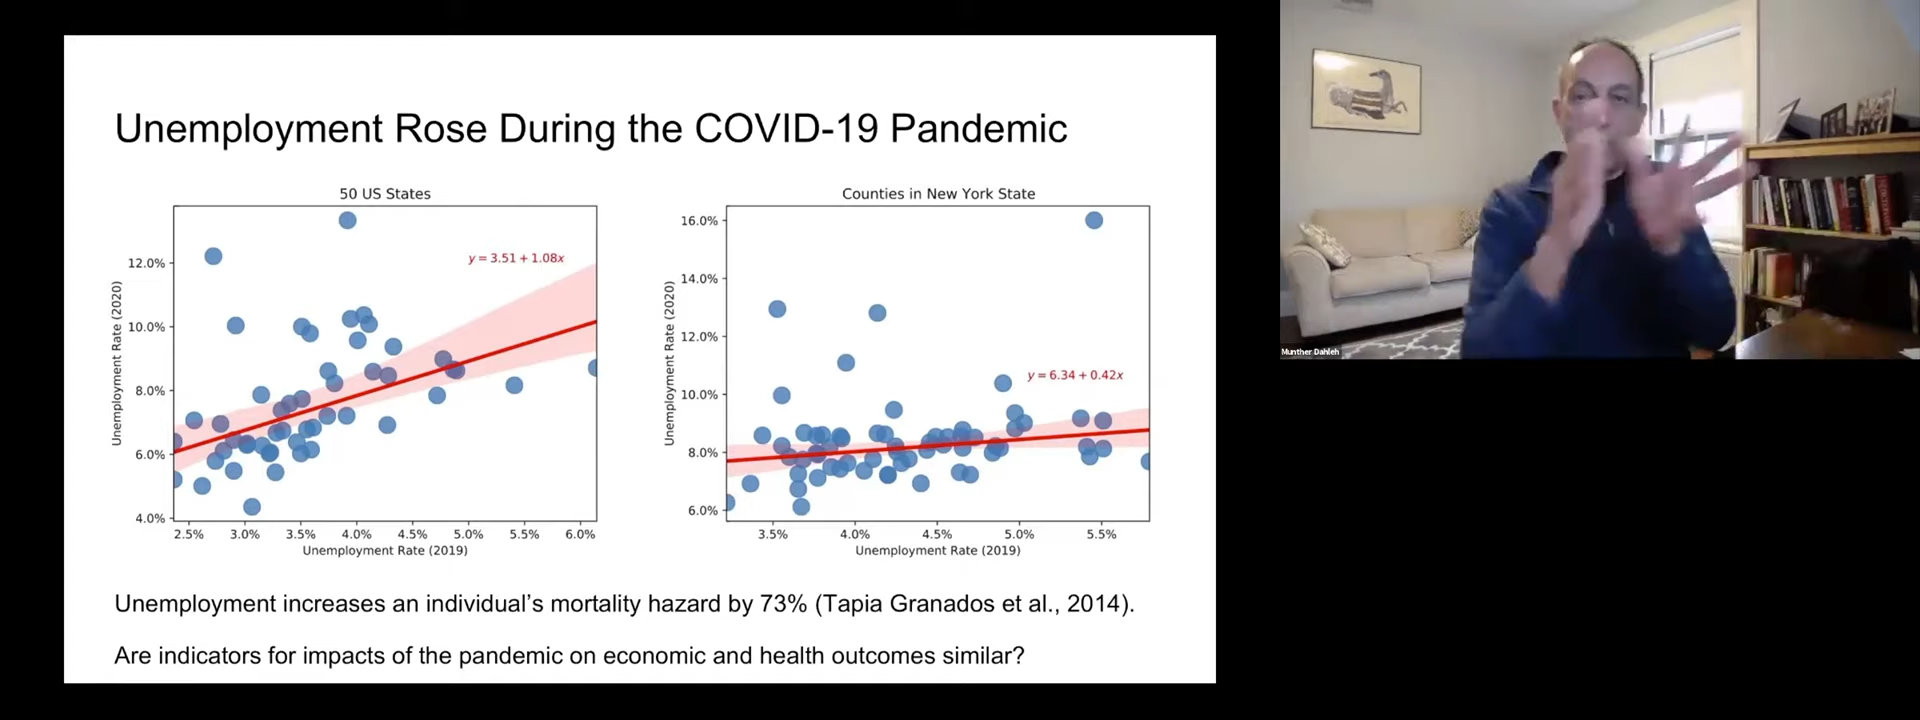 Unemployment Rose During the COVID-19 Pandemic
50 US States
12.0%
10.0%
8.0%
6.0%
4.0%
Unemployment Rate (2020)
y = 3.51 + 1.08x
2.5% 3.0% 3.5% 4.0% 4.5% 5.0% 5.5% 6.0%
Unemployment Rate (2019)
Counties in New York State
16.0%
14.0%
12.0%
10.0%
8.0%
6.0%
Unemployment Rate (2020)
y = 6.34 + 0.42x
3.5% 4.0% 4.5% 5.0% 5.5%
Unemployment Rate (2019)
Unemployment increases an individual’s mortality hazard by 73% (Tapia Granados et al., 2014).
Are indicators for impacts of the pandemic on economic and health outcomes similar?
Munther Dahleh